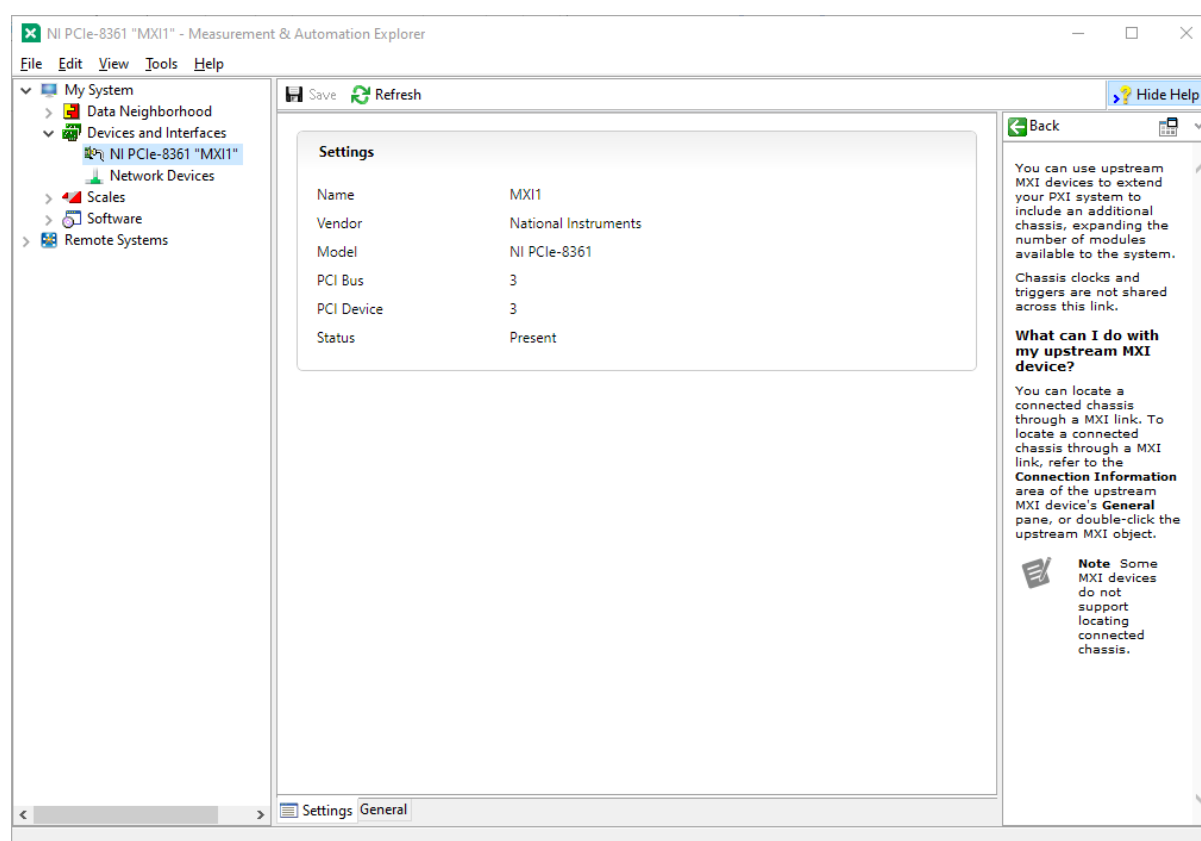 NI PCIe-8361 "MXI1" - Measurement & Automation Explorer
File Edit View Tools Help
My System
Data Neighborhood
Devices and Interfaces
NI PCIe-8361 "MXI1"
Network Devices
Scales
Software
Remote Systems
Save Refresh
Hide Help
Settings
Name MXI1
Vendor National Instruments
Model NI PCIe-8361
PCI Bus 3
PCI Device 3
Status Present
Settings General
Back
You can use upstream
MXI devices to extend
your PXI system to
include an additional
chassis, expanding the
number of modules
available to the system.
Chassis clocks and
triggers are not shared
across this link.
What can I do with
my upstream MXI
device?
You can locate a
connected chassis
through a MXI link. To
locate a connected
chassis through a MXI
link, refer to the
Connection Information
area of the upstream
MXI device's General
pane, or double-click the
upstream MXI object.
Note Some
MXI devices
do not
support
locating
connected
chassis.